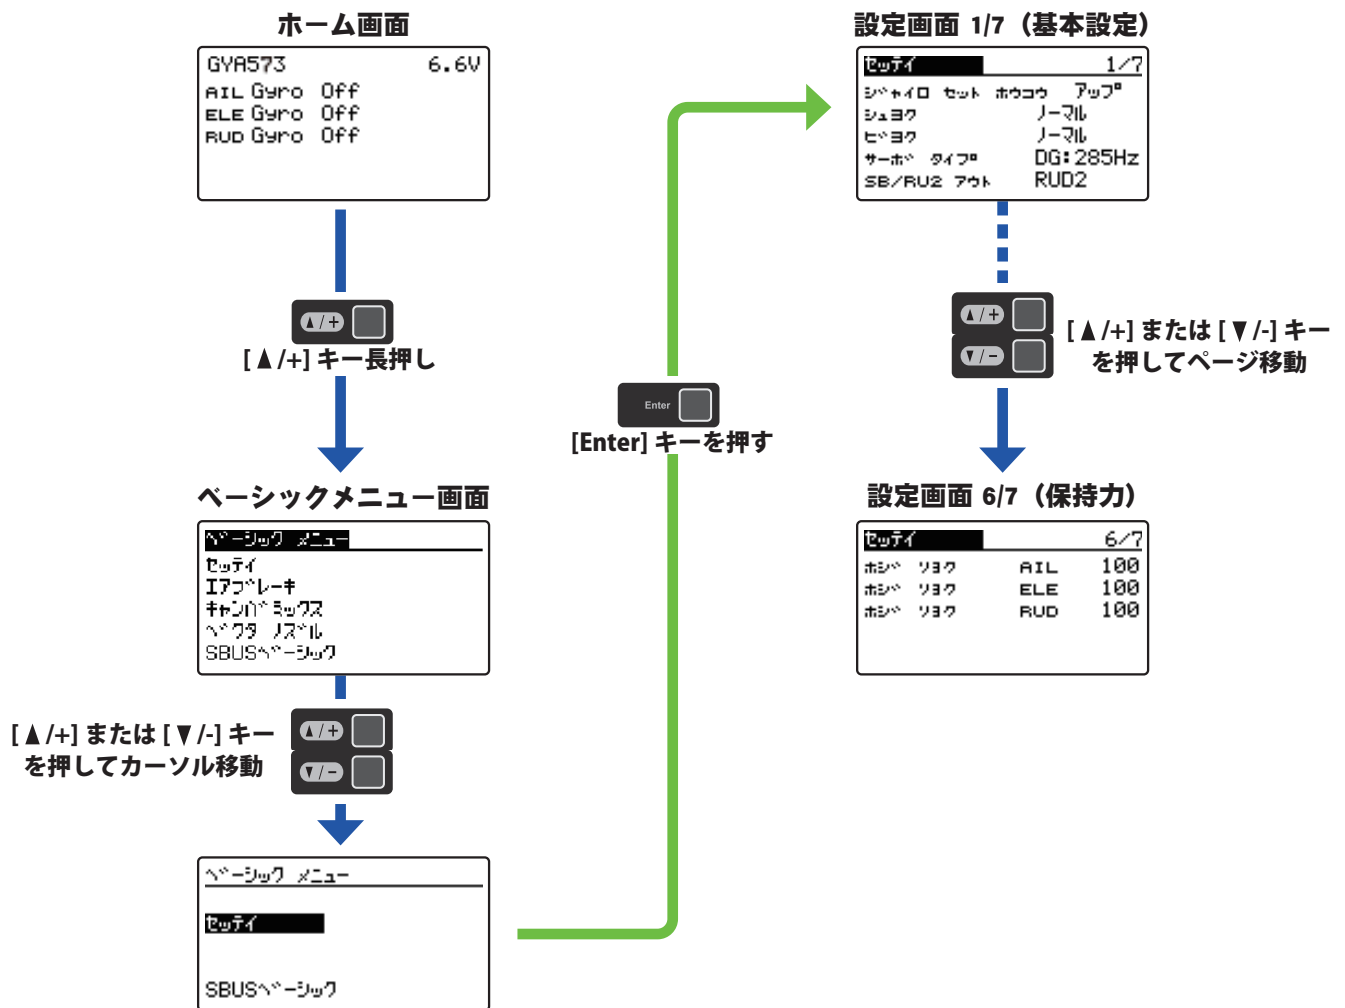 ホーム画面
GYA573 6.6V
AIL Gyro Off
ELE Gyro Off
RUD Gyro Off
▲/+
[▲/+] キー長押し
ベーシックメニュー画面
ベーシック メニュー
セッテイ
エアブレーキ
キャンバミックス
ベクタ ノズル
SBUSベーシック
[▲/+] または [▼/-] キー
を押してカーソル移動
▲/+
▼/-
ベーシック メニュー
セッテイ
SBUSベーシック
Enter
[Enter] キーを押す
設定画面 1/7（基本設定）
セッテイ 1/7
ジャイロ セット ホウコウ アップ
シュヨク ノーマル
ビヨク ノーマル
サーボ タイプ DG:285Hz
SB/RU2 アウト RUD2
▲/+
▼/-
[▲/+] または [▼/-] キー
を押してページ移動
設定画面 6/7（保持力）
セッテイ 6/7
ホジ リヨク AIL 100
ホジ リヨク ELE 100
ホジ リヨク RUD 100